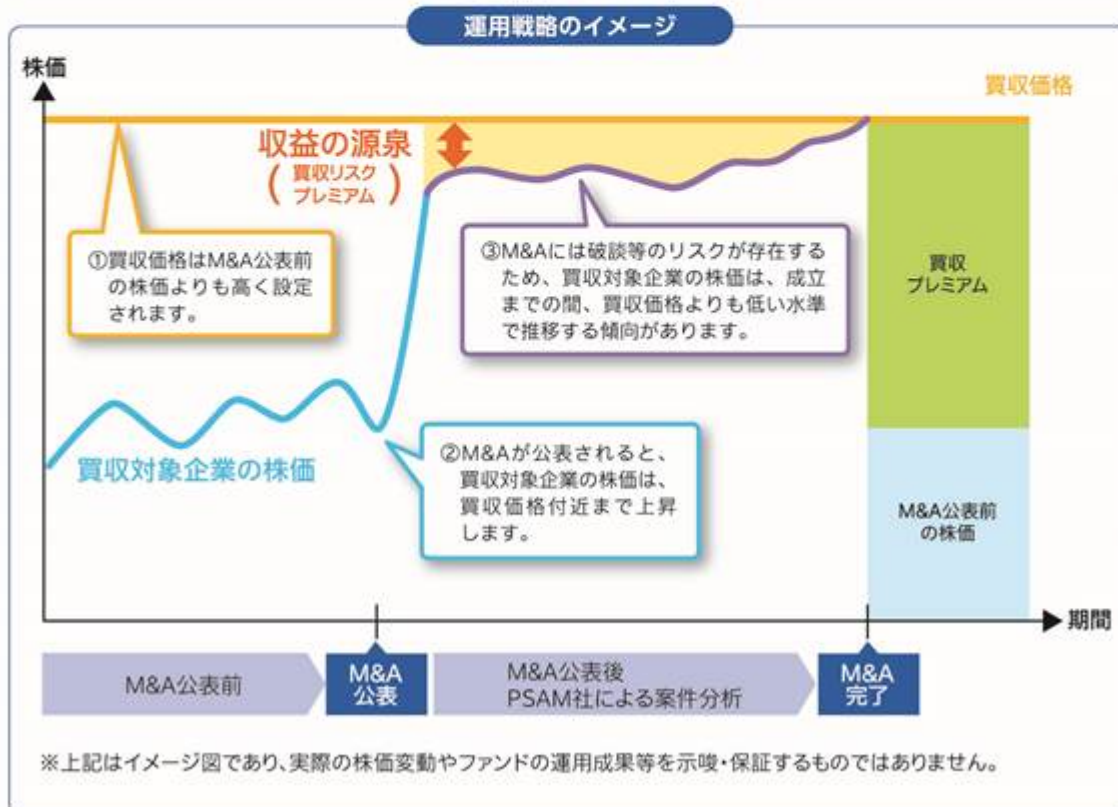 運用戦略のイメージ
株価
買収価格
収益の源泉
(買収リスク
プレミアム)
①買収価格はM&A公表前
の株価よりも高く設定
されます。
③M&Aには破談等のリスクが存在する
ため、買収対象企業の株価は、成立
までの間、買収価格よりも低い水準
で推移する傾向があります。
買収
プレミアム
買収対象企業の株価
②M&Aが公表されると、
買収対象企業の株価は、
買収価格付近まで上昇
します。
M&A公表前
の株価
期間
M&A公表前
M&A
公表
M&A公表後
PSAM社による案件分析
M&A
完了
※上記はイメージ図であり、実際の株価変動やファンドの運用成果等を示唆・保証するものではありません。